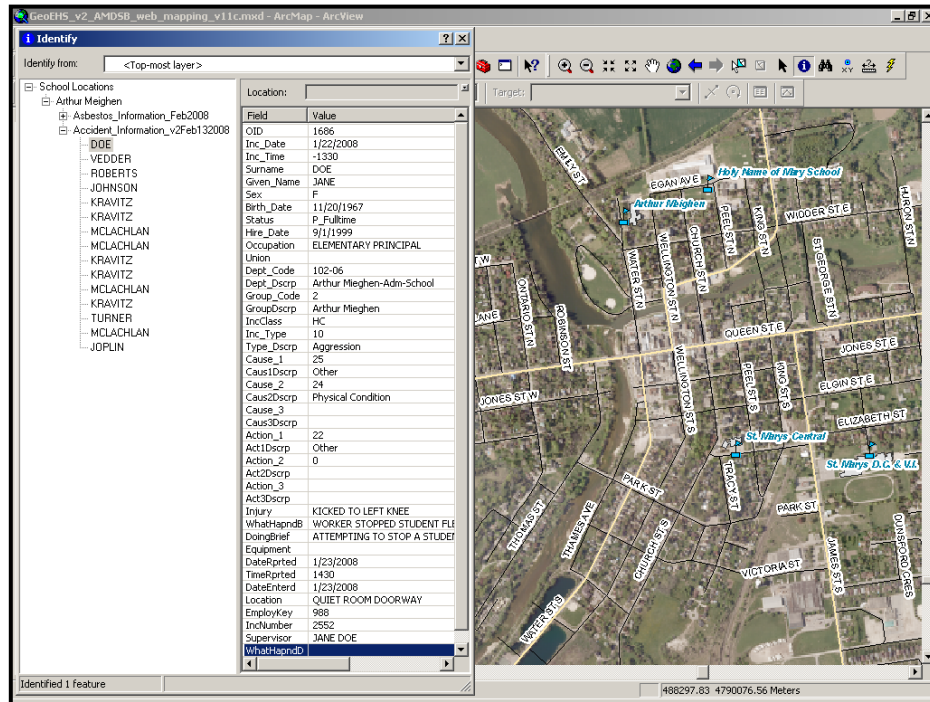 GeoEHS_v2_AMDSB_web_mapping_v11c.mxd - ArcMap - ArcView
Identify
Identify from: <Top-most layer>
School Locations
Arthur Meighen
Asbestos_Information_Feb2008
Accident_Information_v2Feb132008
DOE
VEDDER
ROBERTS
JOHNSON
KRAVITZ
KRAVITZ
MCLACHLAN
KRAVITZ
KRAVITZ
KRAVITZ
MCLACHLAN
KRAVITZ
TURNER
MCLACHLAN
JOPLIN
Location:
Field Value
OID 1686
Inc_Date 1/22/2008
Inc_Time -1330
Surname DOE
Given_Name JANE
Sex F
Birth_Date 11/20/1967
Status P_Fulltime
Hire_Date 9/1/1999
Occupation ELEMENTARY PRINCIPAL
Union
Dept_Code 102-06
Dept_Dscrp Arthur Mieghen-Adm-School
Group_Code 2
GroupDscrp Arthur Mieghen
IncClass HC
Inc_Type 10
Type_Dscrp Aggression
Cause_1 25
Caus1Dscrp Other
Cause_2 24
Caus2Dscrp Physical Condition
Cause_3
Caus3Dscrp
Action_1 22
Act1Dscrp Other
Action_2 0
Act2Dscrp
Action_3
Act3Dscrp
Injury KICKED TO LEFT KNEE
WhatHapndB WORKER STOPPED STUDENT FLE
DoingBrief ATTEMPTING TO STOP A STUDEN
Equipment
DateRprted 1/23/2008
TimeRprted 1430
DateEnterd 1/23/2008
Location QUIET ROOM DOORWAY
EmployKey 988
IncNumber 2552
Supervisor JANE DOE
WhatHapndD
Identified 1 feature
Target:
EMILY ST
Holy Name of Mary School
EGAN AVE
Arthur Meighen
WIDDER ST E
HURON ST N
WATER ST N
WELLINGTON ST N
CHURCH ST N
PEEL ST N
KING ST N
ST GEORGE ST N
ST W
ONTARIO ST N
LANE
ROBINSON ST
QUEEN ST E
JONES ST E
WELLINGTON ST S
PEEL ST S
KING ST S
ELGIN ST E
JONES ST W
ELIZABETH ST
St. Marys Central
St. Marys D.C. & V.I.
TRACY ST
PARK ST
PARK ST
THOMAS ST
THAMES AVE
CHURCH ST S
VICTORIA ST
JAMES ST S
DUNSFORD CRES
WATER ST S
488297.83 4790076.56 Meters